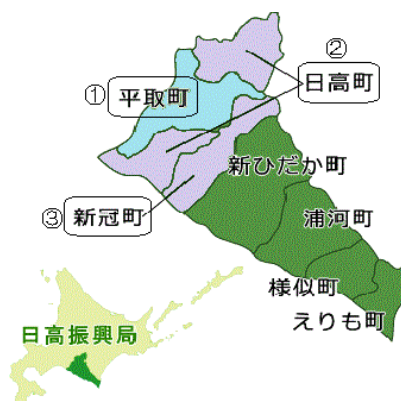 ②
日高町
① 平取町
新ひだか町
③ 新冠町
浦河町
様似町
えりも町
日高振興局